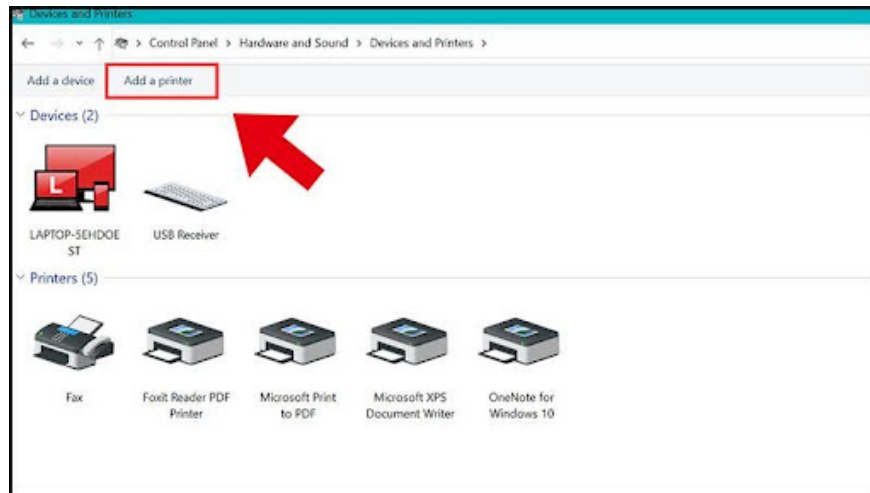 Devices and Printers
Control Panel > Hardware and Sound > Devices and Printers >
Add a device Add a printer
Devices (2)
L
LAPTOP-5EHDOE
ST
USB Receiver
Printers (5)
Fax
Foxit Reader PDF
Printer
Microsoft Print
to PDF
Microsoft XPS
Document Writer
OneNote for
Windows 10